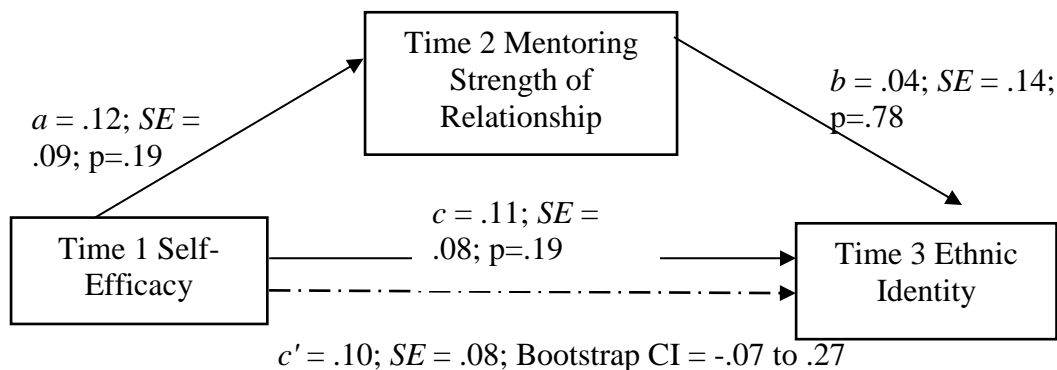 Time 2 Mentoring
Strength of
Relationship
a = .12; SE =
.09; p=.19
b = .04; SE = .14;
p=.78
Time 1 Self-
Efficacy
c = .11; SE =
.08; p=.19
Time 3 Ethnic
Identity
c' = .10; SE = .08; Bootstrap CI = -.07 to .27